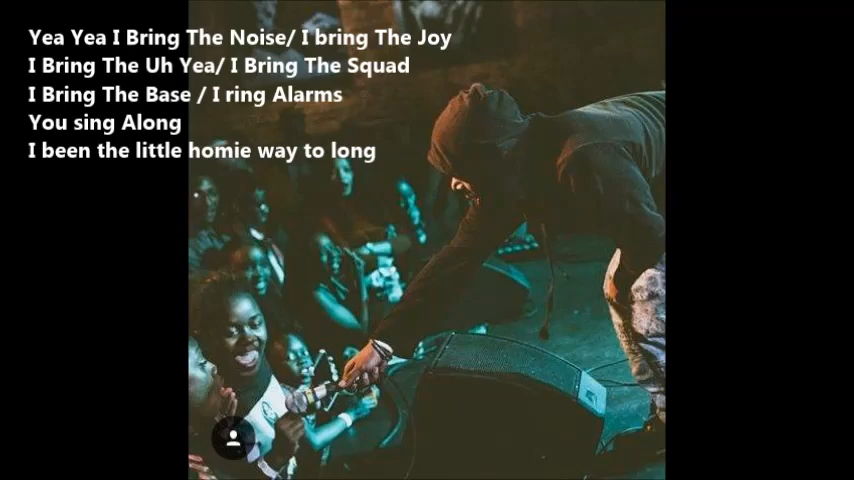 Yea Yea I Bring The Noise/ I bring The Joy
I Bring The Uh Yea/ I Bring The Squad
I Bring The Base / I ring Alarms
You sing Along
I been the little homie way to long